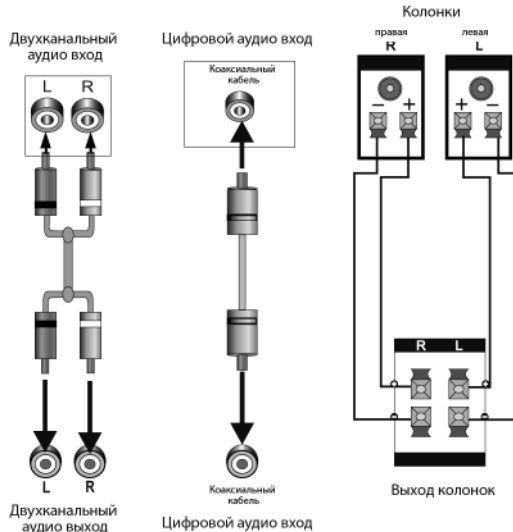 Двухканальный
аудио вход
L R
Двухканальный
аудио выход
L R
Цифровой аудио вход
Коаксиальный
кабель
Коаксиальный
кабель
Цифровой аудио вход
Колонки
правая левая
R L
− + + −
R L
Выход колонок